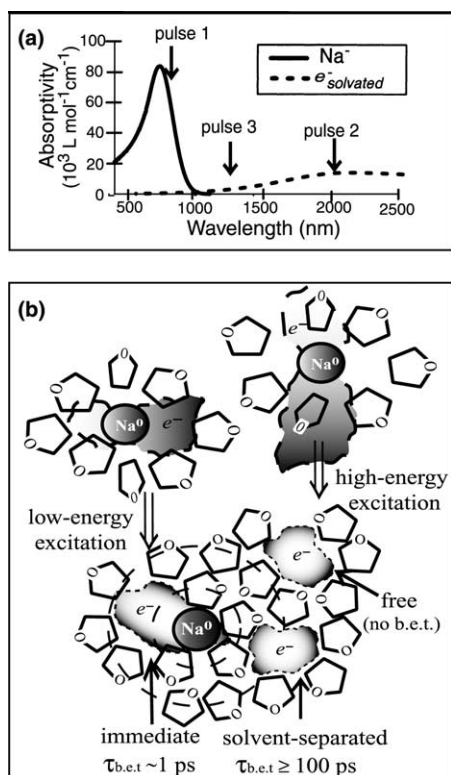 (a)
pulse 1
Na-
e-solvated
pulse 3
pulse 2
Absorptivity
(10³ L mol⁻¹cm⁻¹)
100
80
60
40
20
0
500 1000 1500 2000 2500
Wavelength (nm)
(b)
O O O O O
e–
O Na⁰ e– O
Na⁰
O
O
low-energy
excitation
high-energy
excitation
e–
e–
Na⁰
e–
free
(no b.e.t.)
immediate solvent-separated
τb.e.t ~1 ps τb.e.t ≥ 100 ps